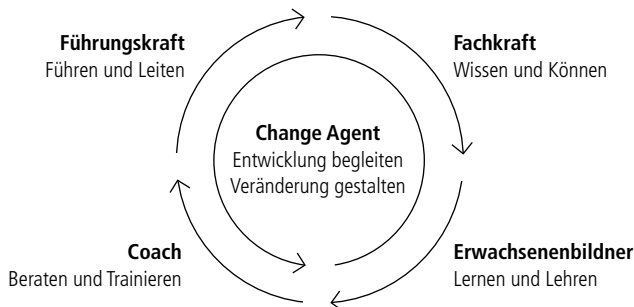 Führungskraft
Führen und Leiten
Fachkraft
Wissen und Können
Change Agent
Entwicklung begleiten
Veränderung gestalten
Coach
Beraten und Trainieren
Erwachsenenbildner
Lernen und Lehren